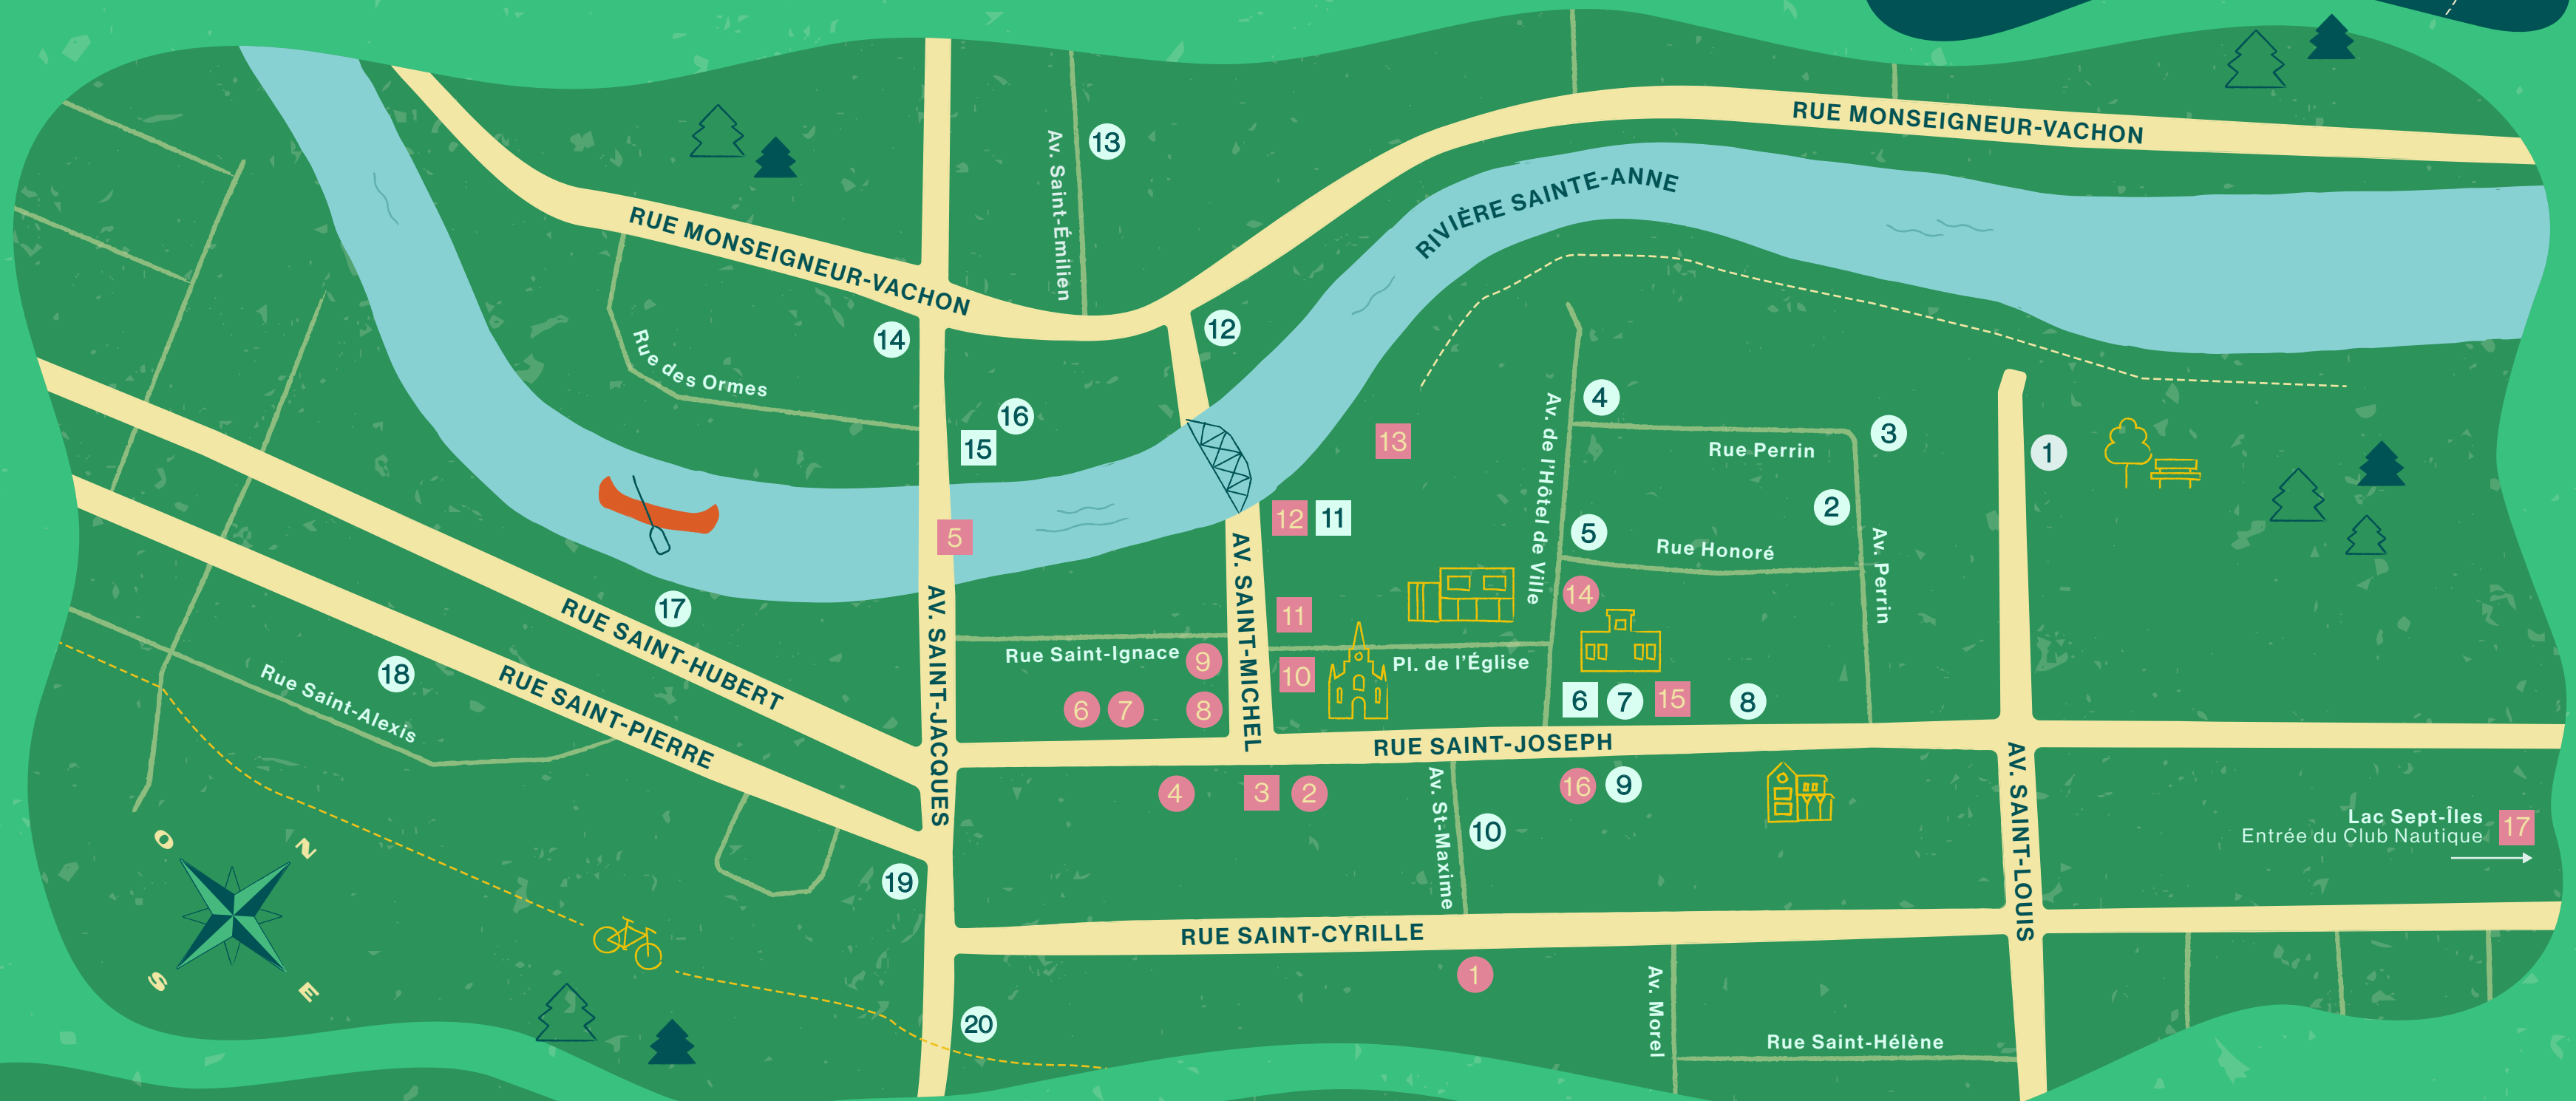 RUE MONSEIGNEUR-VACHON
13
Av. Saint-Émilien
RIVIÈRE SAINTE-ANNE
RUE MONSEIGNEUR-VACHON
12
14
Rue des Ormes
4
16
15
13
3
Rue Perrin
1
Av. de l'Hôtel de Ville
2
12
11
5
5
Rue Honoré
Av. Perrin
AV. SAINT-MICHEL
14
17
11
RUE SAINT-HUBERT
AV. SAINT-JACQUES
Rue Saint-Ignace
9
10
Pl. de l'Église
18
Rue Saint-Alexis
RUE SAINT-PIERRE
6
7
8
6
7
15
8
RUE SAINT-JOSEPH
4
3
2
Av. St-Maxime
16
9
10
AV. SAINT-LOUIS
Lac Sept-Îles
17
Entrée du Club Nautique
O
N
S
E
19
RUE SAINT-CYRILLE
1
20
Av. Morel
Rue Saint-Hélène